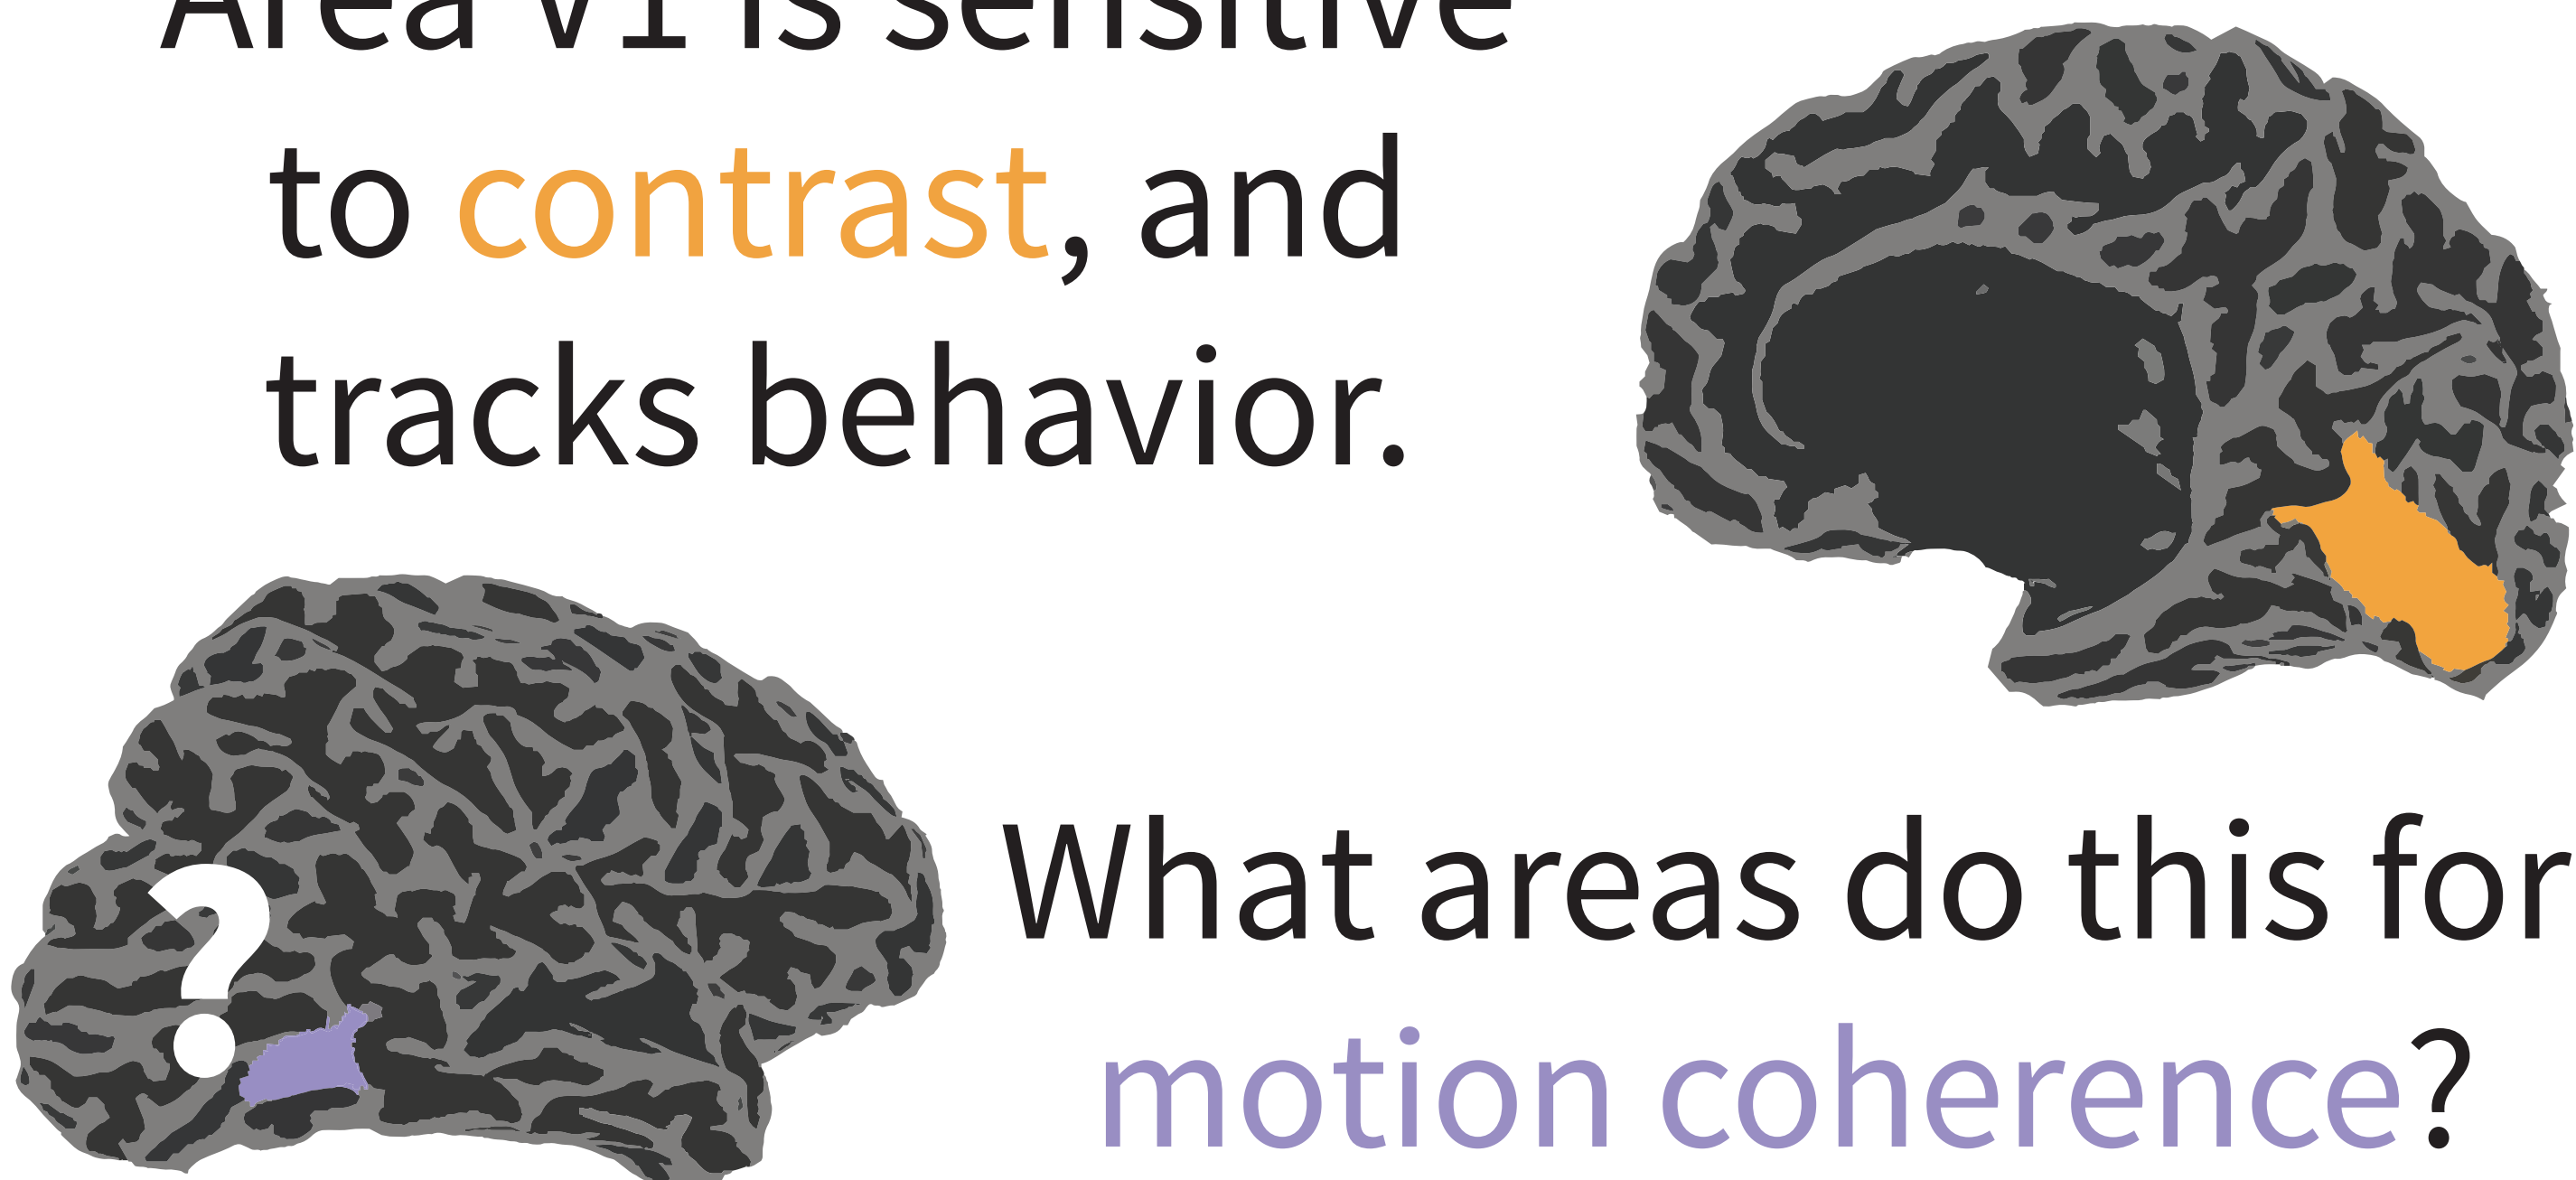 Area V1 is sensitive
to contrast, and
tracks behavior.
?
What areas do this for
motion coherence?